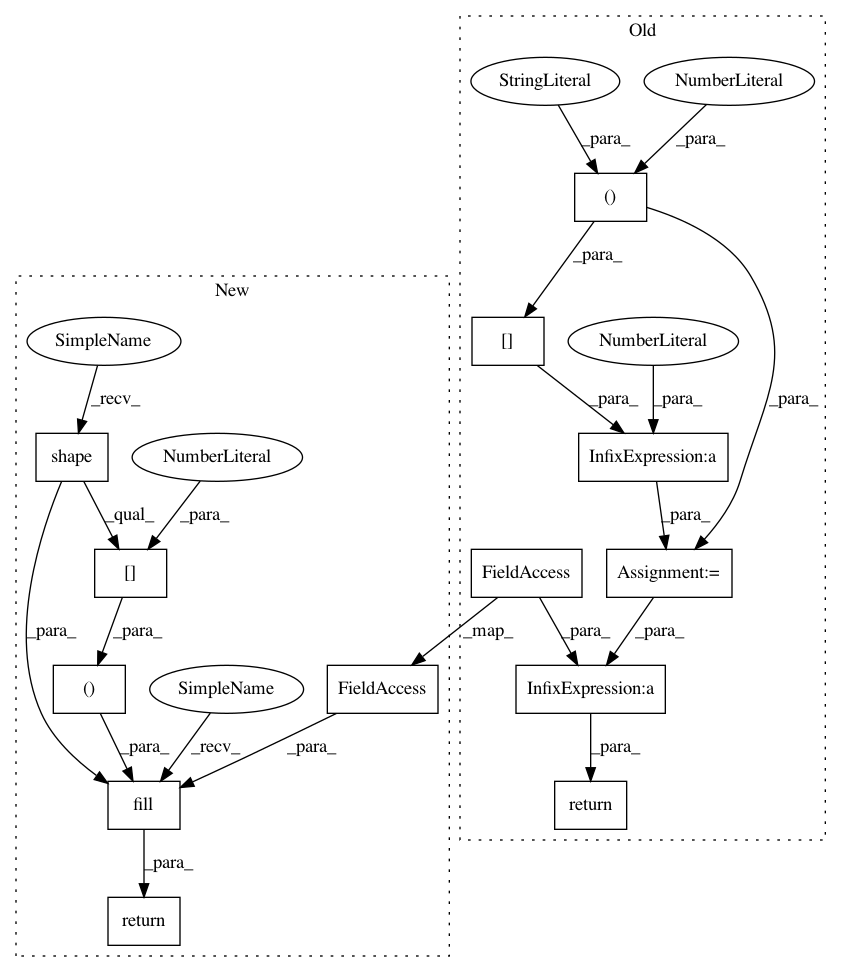 Old
StringLiteral NumberLiteral
_para_ _para_
()
_para_
New
SimpleName [] NumberLiteral
_recv_ _para_ _para_ _para_
shape NumberLiteral InfixExpression:a
_qual_ _para_ _para_
[] FieldAccess Assignment:=
_para_ _para_ _map_ _para_ _para_
() SimpleName FieldAccess InfixExpression:a
_para_ _recv_ _para_ _para_
fill return
_para_
return